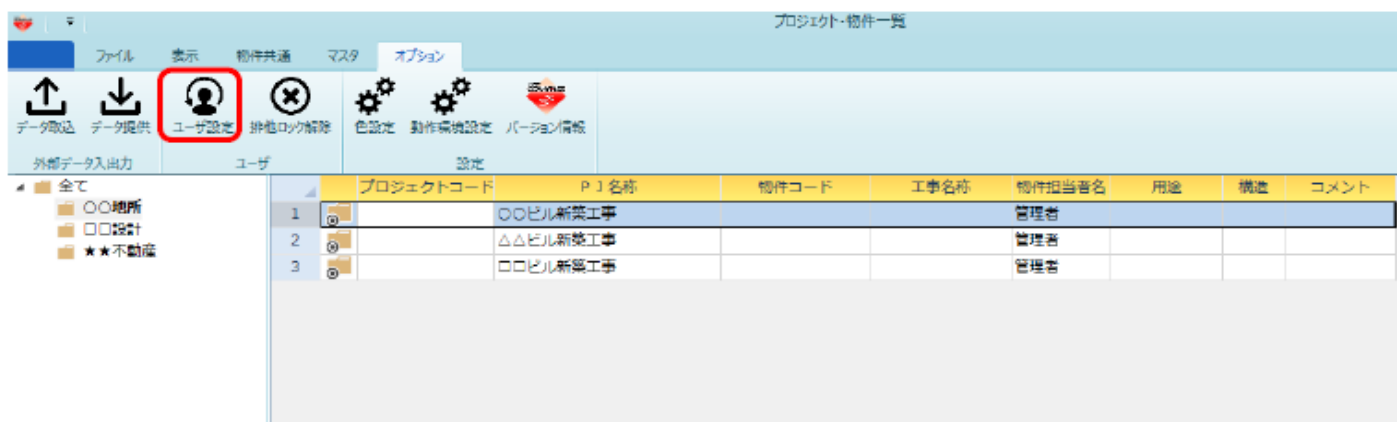 プロジェクト・物件一覧
ファイル 表示 物件共通 マスタ オプション
データ取込 データ提供 ユーザ設定 排他ロック解除 色設定 動作環境設定 バージョン情報
外部データ入出力 ユーザ 設定
全て
〇〇地所
□□設計
★★不動産
プロジェクトコード PJ名称 物件コード 工事名称 物件担当者名 用途 構造 コメント
1 〇〇ビル新築工事 管理者
2 △△ビル新築工事 管理者
3 □□ビル新築工事 管理者